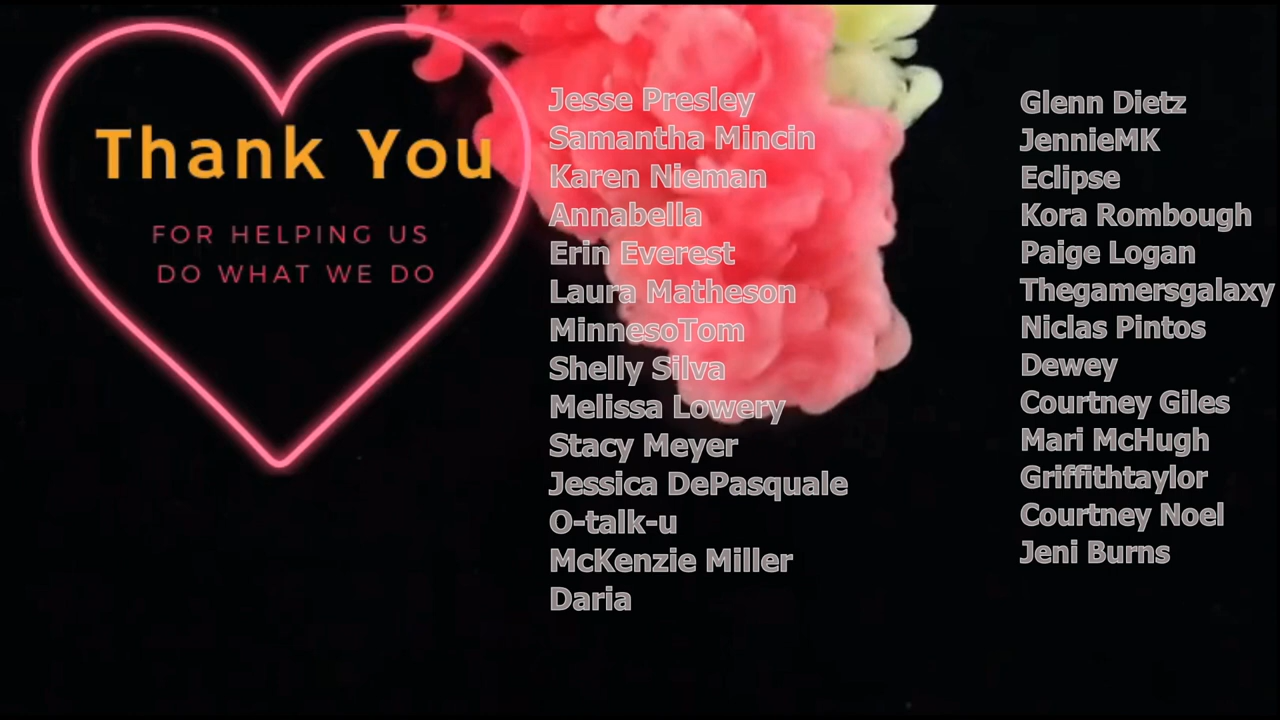 Thank You
FOR HELPING US
DO WHAT WE DO
Jesse Presley
Samantha Mincin
Karen Nieman
Annabella
Erin Everest
Laura Matheson
MinnesoTom
Shelly Silva
Melissa Lowery
Stacy Meyer
Jessica DePasquale
O-talk-u
McKenzie Miller
Daria
Glenn Dietz
JennieMK
Eclipse
Kora Rombough
Paige Logan
Thegamersgalaxy
Niclas Pintos
Dewey
Courtney Giles
Mari McHugh
Griffithtaylor
Courtney Noel
Jeni Burns